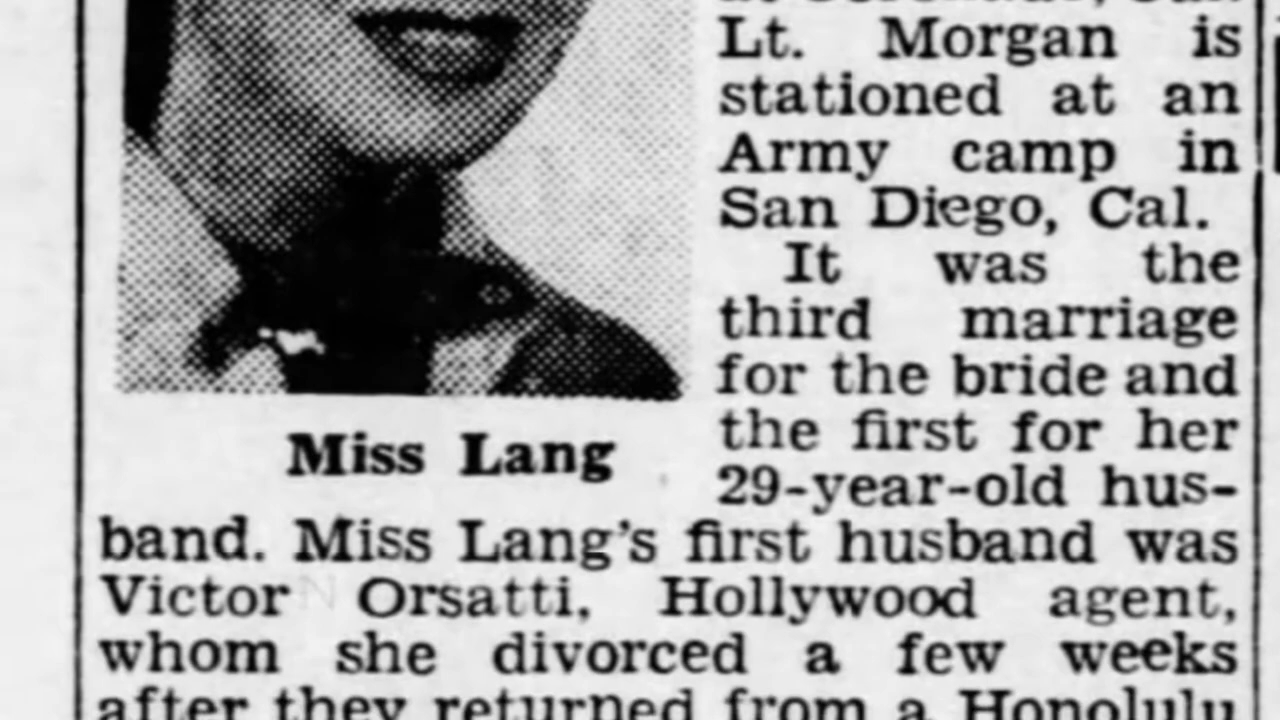 Lt. Morgan is
stationed at an
Army camp in
San Diego, Cal.
It was the
third marriage
for the bride and
the first for her
29-year-old hus-
Miss Lang
band. Miss Lang's first husband was
Victor Orsatti, Hollywood agent,
whom she divorced a few weeks
after they returned from a Honolulu